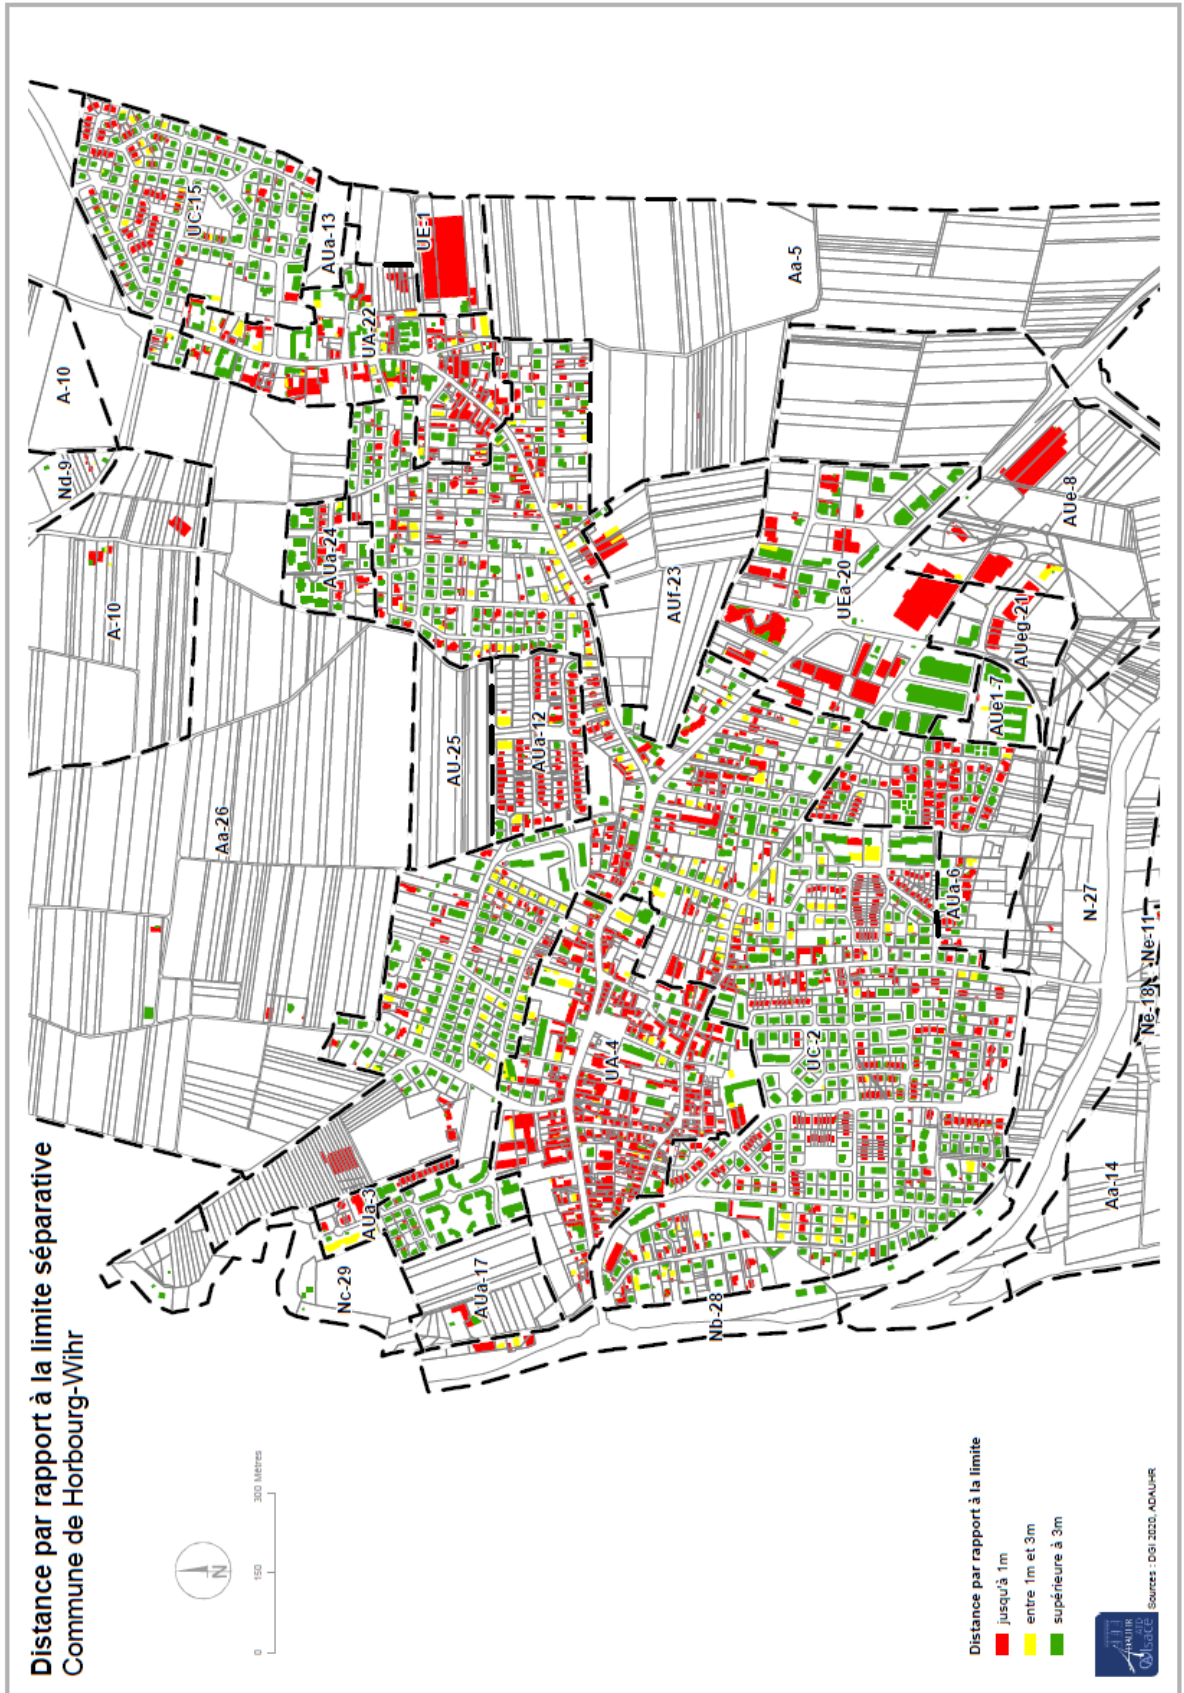 Distance par rapport à la limite séparative
Commune de Horbourg-Wihr
N
0 150 300 Mètres
Distance par rapport à la limite
jusqu'à 1m
entre 1m et 3m
supérieure à 3m
Sources : DGI 2020, ADAUHR
ADAUHR
ATD
Alsace
Nc-29
AUa-3
AUa-17
Nb-28
Aa-14
UA-4
UC-2
Ne-18
Ne-11
N-27
AUa-6
Aa-26
AU-25
AUa-12
AUe1-7
AUeg-21
UEa-20
AUf-23
AUe-8
A-10
AUa-24
Nd-9
A-10
UA-22
UC-15
AUa-13
UE-1
Aa-5